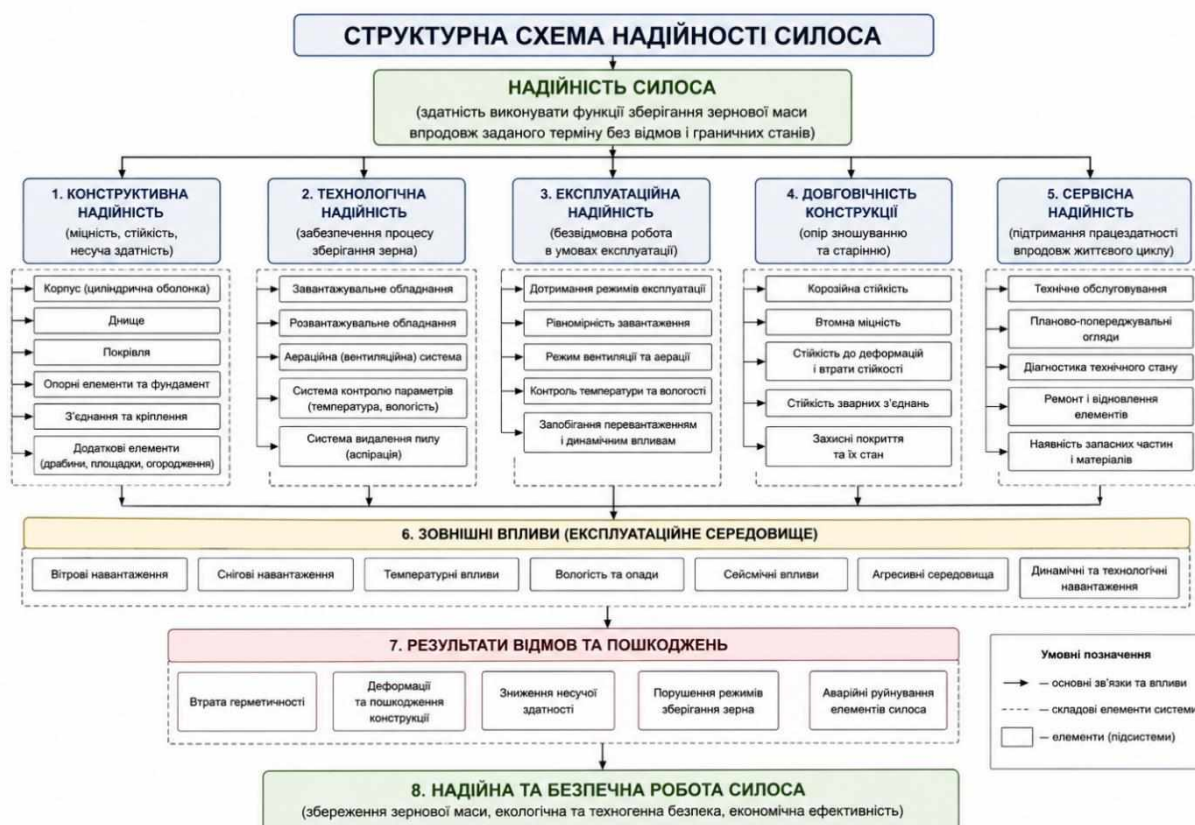 СТРУКТУРНА СХЕМА НАДІЙНОСТІ СИЛОСА
НАДІЙНІСТЬ СИЛОСА
(здатність виконувати функції зберігання зернової маси
впродовж заданого терміну без відмов і граничних станів)
1. КОНСТРУКТИВНА
НАДІЙНІСТЬ
(міцність, стійкість,
несуча здатність)
Корпус (циліндрична оболонка)
Днище
Покрівля
Опорні елементи та фундамент
З'єднання та кріплення
Додаткові елементи
(драбини, площадки, огородження)
2. ТЕХНОЛОГІЧНА
НАДІЙНІСТЬ
(забезпечення процесу
зберігання зерна)
Завантажувальне обладнання
Розвантажувальне обладнання
Аераційна (вентиляційна) система
Система контролю параметрів
(температура, вологість)
Система видалення пилу
(аспірація)
3. ЕКСПЛУАТАЦІЙНА
НАДІЙНІСТЬ
(безвідмовна робота
в умовах експлуатації)
Дотримання режимів експлуатації
Рівномірність завантаження
Режим вентиляції та аерації
Контроль температури та вологості
Запобігання перевантаженням
і динамічним впливам
4. ДОВГОВІЧНІСТЬ
КОНСТРУКЦІЇ
(опір зношуванню
та старінню)
Корозійна стійкість
Втомна міцність
Стійкість до деформацій
і втрати стійкості
Стійкість зварних з'єднань
Захисні покриття
та їх стан
5. СЕРВІСНА
НАДІЙНІСТЬ
(підтримання працездатності
впродовж життєвого циклу)
Технічне обслуговування
Планово-попереджувальні
огляди
Діагностика технічного стану
Ремонт і відновлення
елементів
Наявність запасних частин
і матеріалів
6. ЗОВНІШНІ ВПЛИВИ (ЕКСПЛУАТАЦІЙНЕ СЕРЕДОВИЩЕ)
Вітрові навантаження
Снігові навантаження
Температурні впливи
Вологість та опади
Сейсмічні впливи
Агресивні середовища
Динамічні та технологічні
навантаження
7. РЕЗУЛЬТАТИ ВІДМОВ ТА ПОШКОДЖЕНЬ
Втрата герметичності
Деформації
та пошкодження
конструкції
Зниження несучої
здатності
Порушення режимів
зберігання зерна
Аварійні руйнування
елементів силоса
Умовні позначення
— основні зв'язки та впливи
— складові елементи системи
— елементи (підсистеми)
8. НАДІЙНА ТА БЕЗПЕЧНА РОБОТА СИЛОСА
(збереження зернової маси, екологічна та техногенна безпека, економічна ефективність)